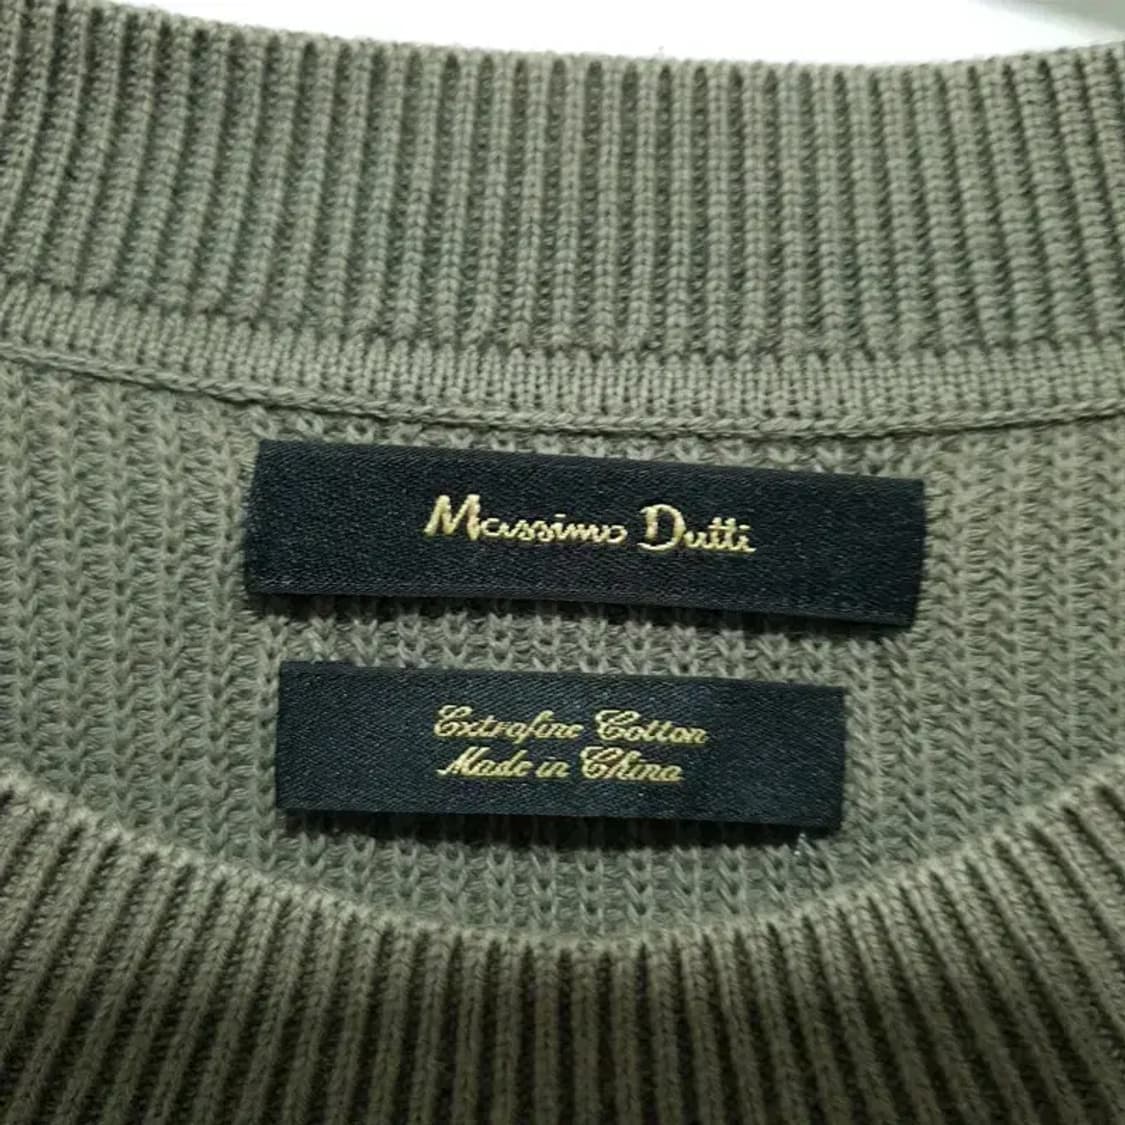 Massimo Dutti
Extrafine Cotton
Made in China